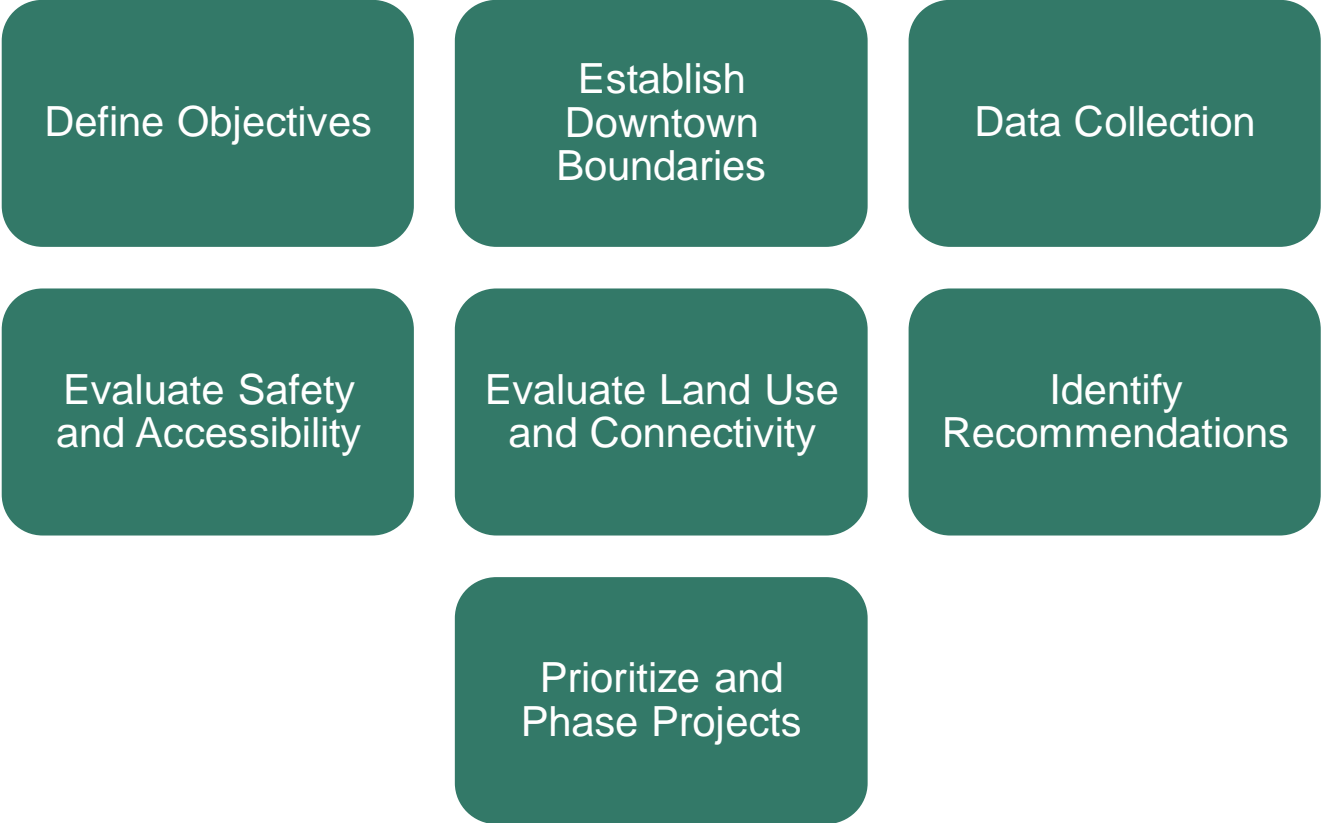 Define Objectives
Establish
Downtown
Boundaries
Data Collection
Evaluate Safety
and Accessibility
Evaluate Land Use
and Connectivity
Identify
Recommendations
Prioritize and
Phase Projects